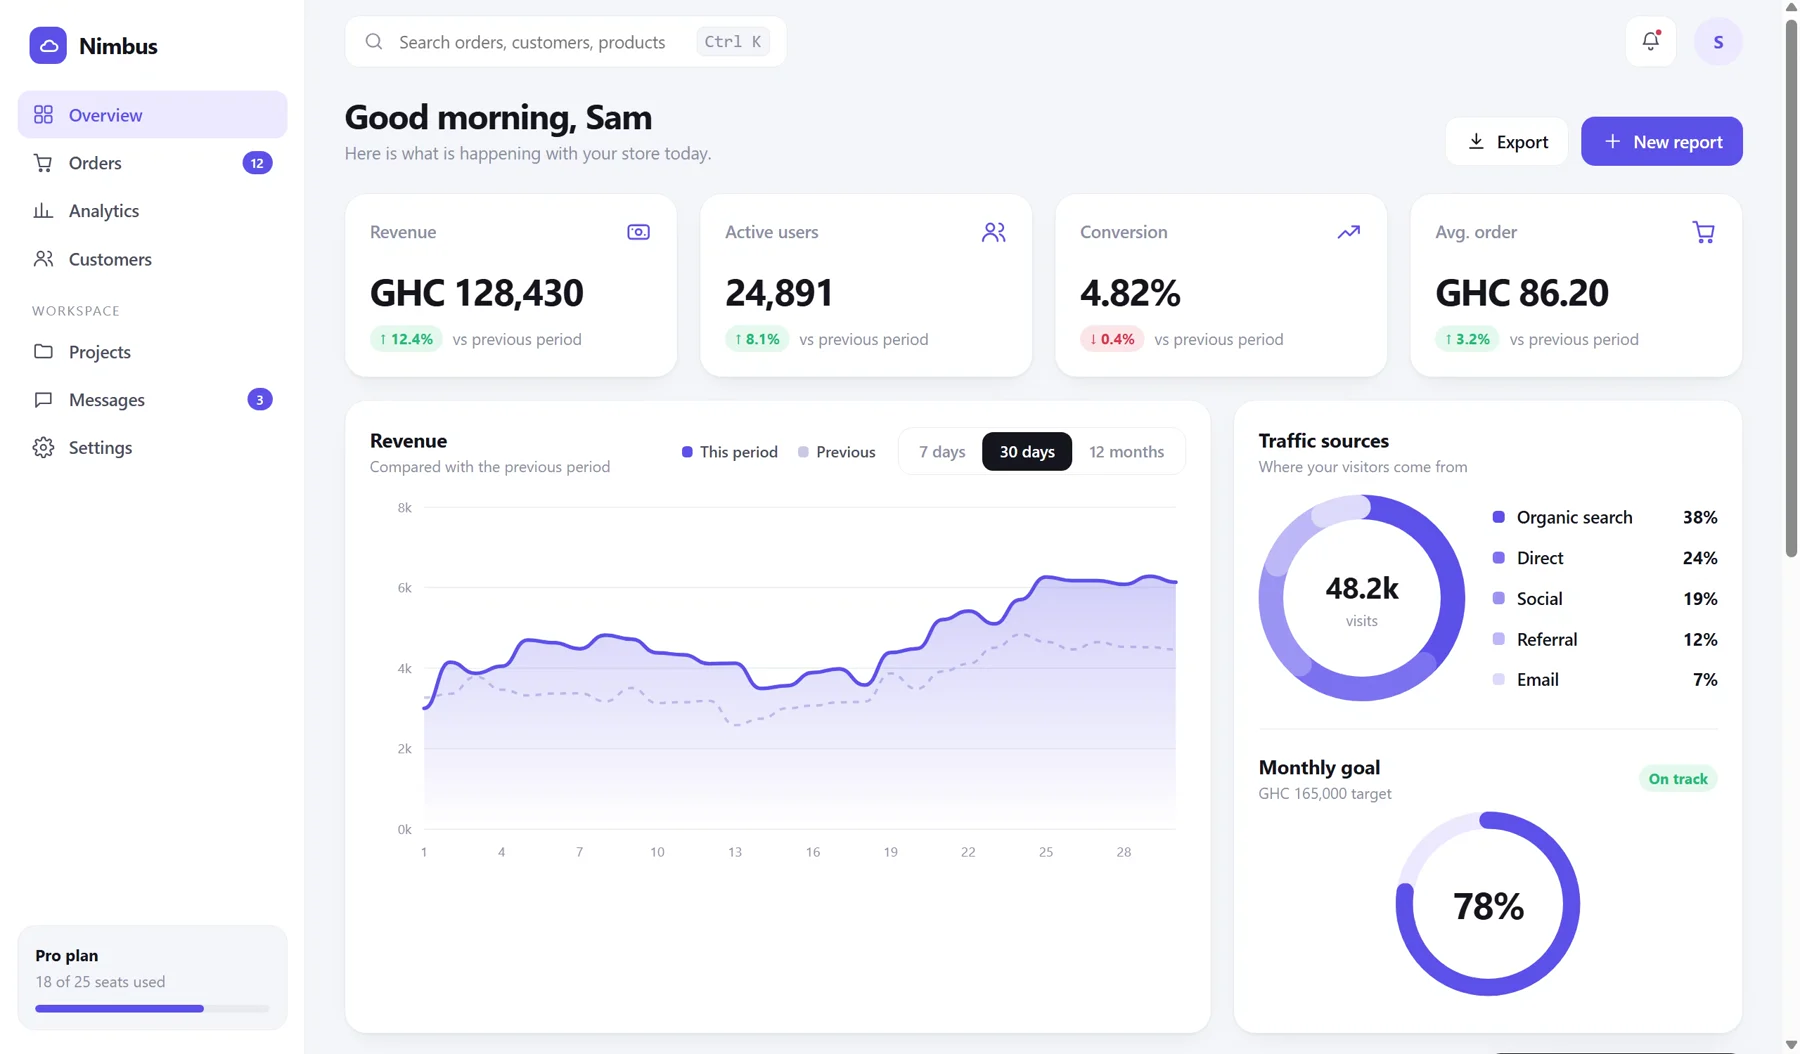 Nimbus
Overview
Orders 12
Analytics
Customers
WORKSPACE
Projects
Messages 3
Settings
Pro plan
18 of 25 seats used
Search orders, customers, products Ctrl K
S
Good morning, Sam
Here is what is happening with your store today.
Export
New report
Revenue
GHC 128,430
↑ 12.4% vs previous period
Active users
24,891
↑ 8.1% vs previous period
Conversion
4.82%
↓ 0.4% vs previous period
Avg. order
GHC 86.20
↑ 3.2% vs previous period
Revenue
Compared with the previous period
This period Previous
7 days 30 days 12 months
8k
6k
4k
2k
0k
1 4 7 10 13 16 19 22 25 28
Traffic sources
Where your visitors come from
48.2k
visits
Organic search 38%
Direct 24%
Social 19%
Referral 12%
Email 7%
Monthly goal
GHC 165,000 target
On track
78%